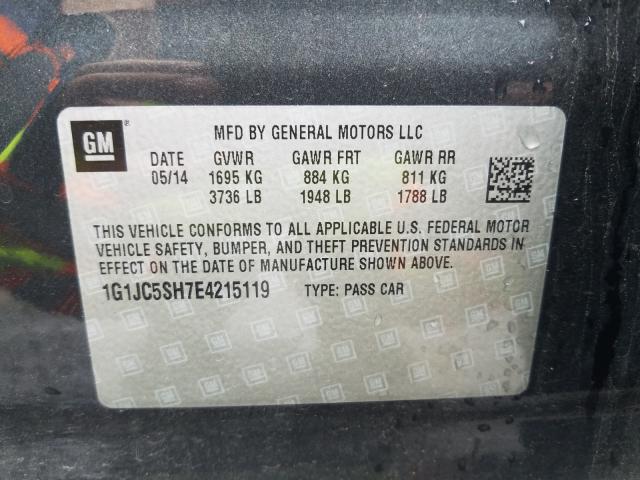 GM ® MFD BY GENERAL MOTORS LLC
DATE GVWR GAWR FRT GAWR RR
05/14 1695 KG 884 KG 811 KG
3736 LB 1948 LB 1788 LB
THIS VEHICLE CONFORMS TO ALL APPLICABLE U.S. FEDERAL MOTOR
VEHICLE SAFETY, BUMPER, AND THEFT PREVENTION STANDARDS IN
EFFECT ON THE DATE OF MANUFACTURE SHOWN ABOVE.
1G1JC5SH7E4215119 TYPE: PASS CAR